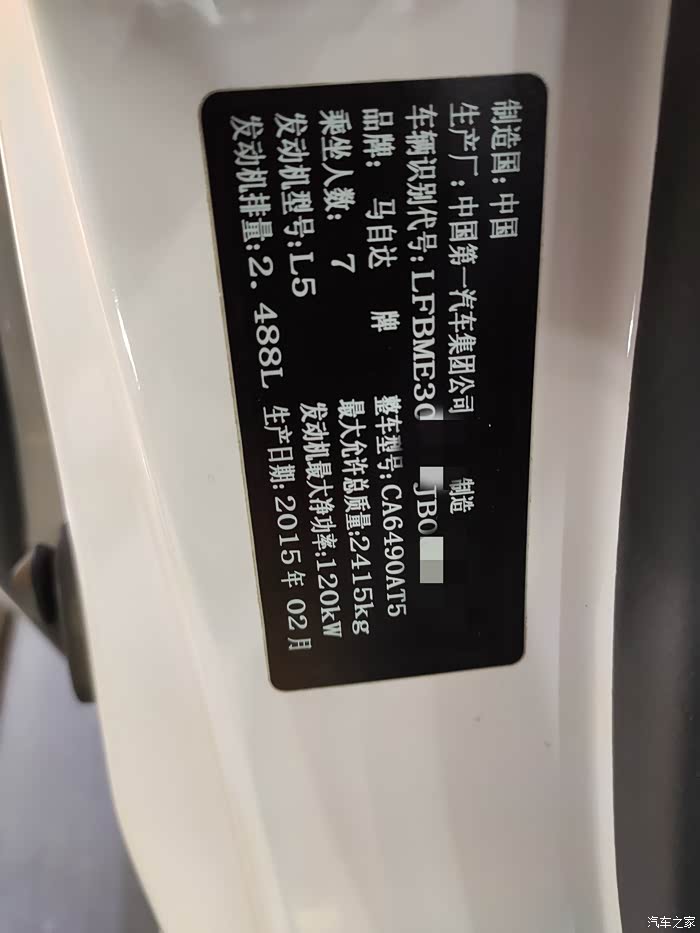 制造国:中国
生产厂:中国第一汽车集团公司 制造
车辆识别代号:LFBME30 JB0
品牌: 马自达 牌 整车型号:CA6490AT5
乘坐人数: 7 最大允许总质量:2415kg
发动机型号:L5 发动机最大净功率:120kW
发动机排量:2.488L 生产日期:2015年 02月
汽车之家